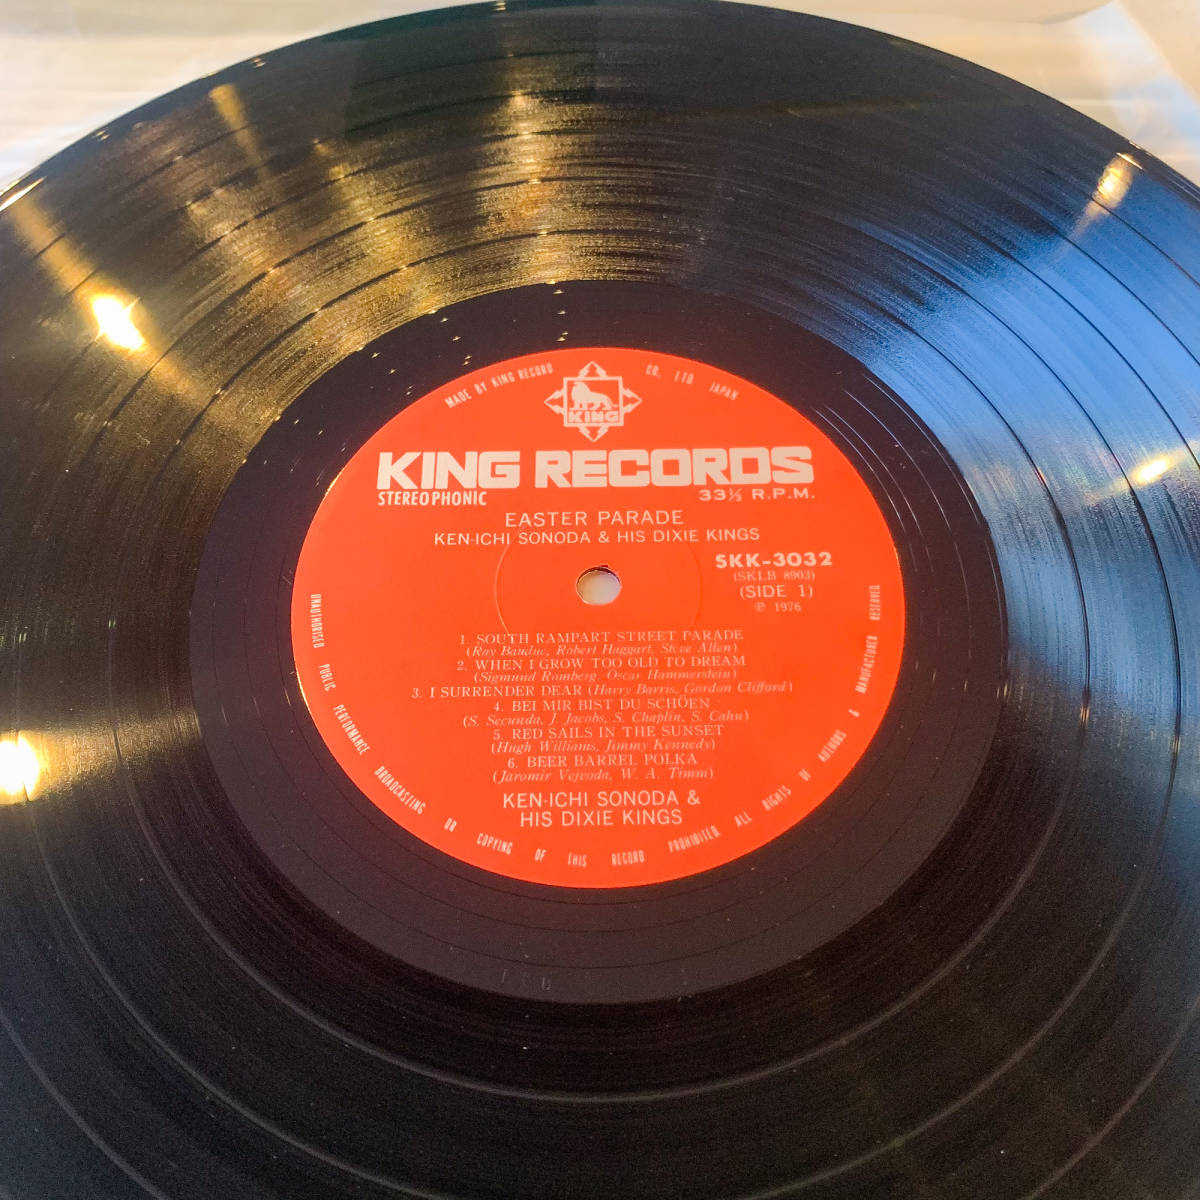 MADE BY KING RECORD CO., LTD. JAPAN
KING
KING RECORDS
STEREOPHONIC 33⅓ R.P.M.
EASTER PARADE
KEN-ICHI SONODA & HIS DIXIE KINGS
SKK-3032
(SKLB 8903)
(SIDE 1)
Ⓟ 1976
1. SOUTH RAMPART STREET PARADE
(Ray Bauduc, Robert Haggart, Steve Allen)
2. WHEN I GROW TOO OLD TO DREAM
(Sigmund Romberg, Oscar Hammerstein)
3. I SURRENDER DEAR (Harry Barris, Gordon Clifford)
4. BEI MIR BIST DU SCHÖEN
(S. Secunda, J. Jacobs, S. Chaplin, S. Cahn)
5. RED SAILS IN THE SUNSET
(Hugh Williams, Jimmy Kennedy)
6. BEER BARREL POLKA
(Jaromir Vejvoda, W. A. Timm)
KEN-ICHI SONODA &
HIS DIXIE KINGS
UNAUTHORISED PUBLIC PERFORMANCE BROADCASTING OR COPYING OF THIS RECORD PROHIBITED. ALL RIGHTS OF AUTHORS & MANUFACTURER RESERVED.